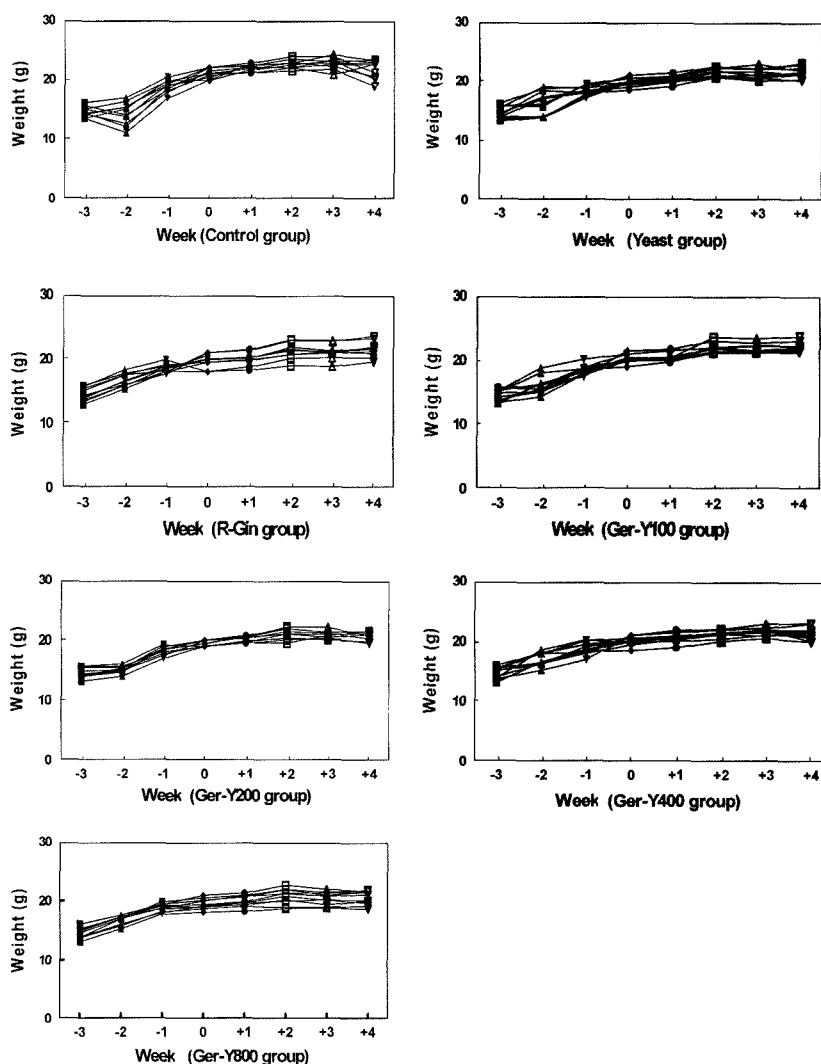 30
20
10
0
Weight (g)
-3 -2 -1 0 +1 +2 +3 +4
Week (Control group)
30
20
10
0
Weight (g)
-3 -2 -1 0 +1 +2 +3 +4
Week (Yeast group)
30
20
10
0
Weight (g)
-3 -2 -1 0 +1 +2 +3 +4
Week (R-Gin group)
30
20
10
0
Weight (g)
-3 -2 -1 0 +1 +2 +3 +4
Week (Ger-Y100 group)
30
20
10
0
Weight (g)
-3 -2 -1 0 +1 +2 +3 +4
Week (Ger-Y200 group)
30
20
10
0
Weight (g)
-3 -2 -1 0 +1 +2 +3 +4
Week (Ger-Y400 group)
30
20
10
0
Weight (g)
-3 -2 -1 0 +1 +2 +3 +4
Week (Ger-Y800 group)